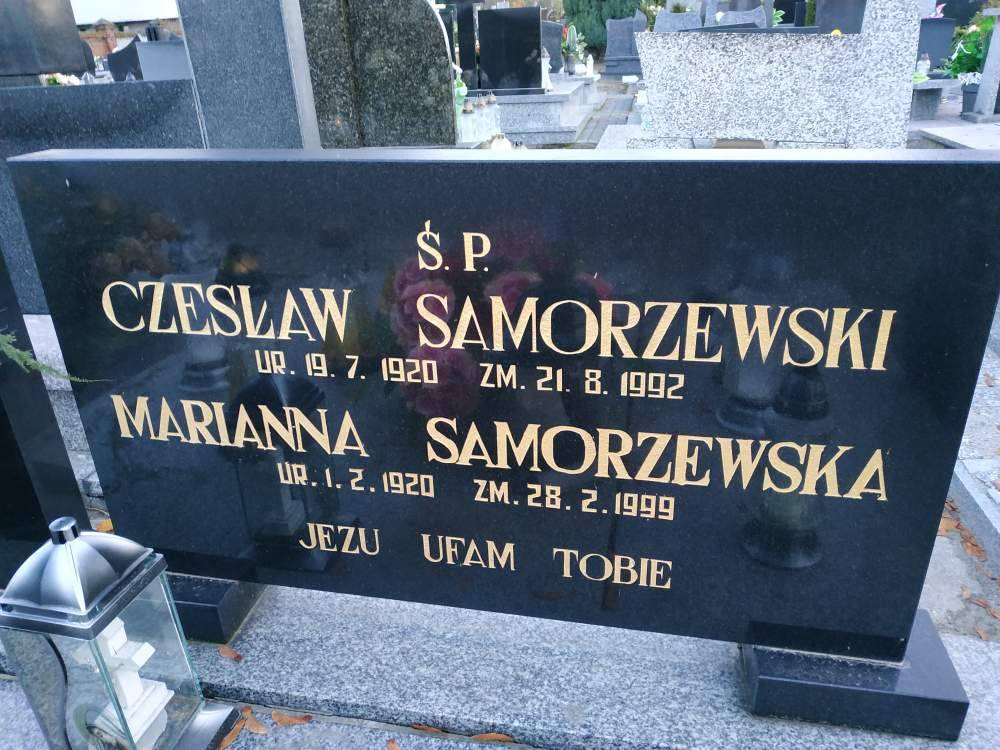 Ś. P.
CZESŁAW SAMORZEWSKI
UR. 19. 7. 1920 ZM. 21. 8. 1992
MARIANNA SAMORZEWSKA
UR. 1. 2. 1920 ZM. 28. 2. 1999
JEZU UFAM TOBIE